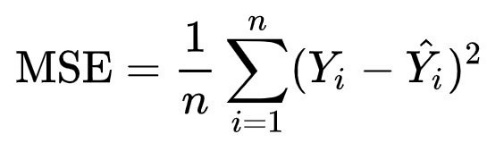 MSE = \frac{1}{n} \sum_{i=1}^{n} (Y_i - \hat{Y}_i)^2